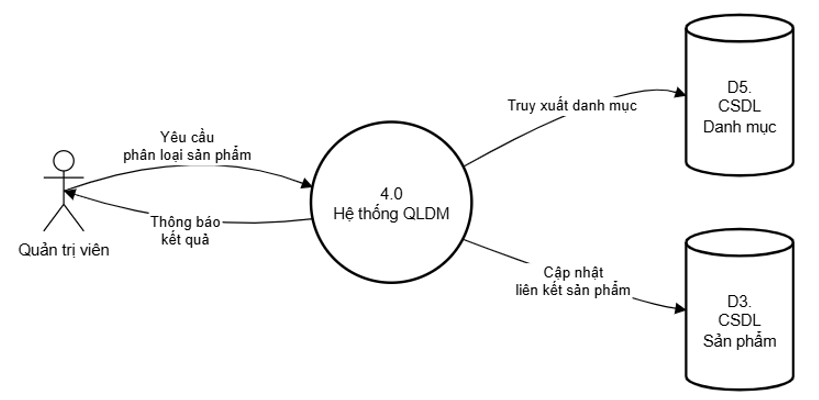 Yêu cầu
phân loại sản phẩm
Thông báo
kết quả
Quản trị viên
4.0
Hệ thống QLDM
Truy xuất danh mục
Cập nhật
liên kết sản phẩm
D5.
CSDL
Danh mục
D3.
CSDL
Sản phẩm